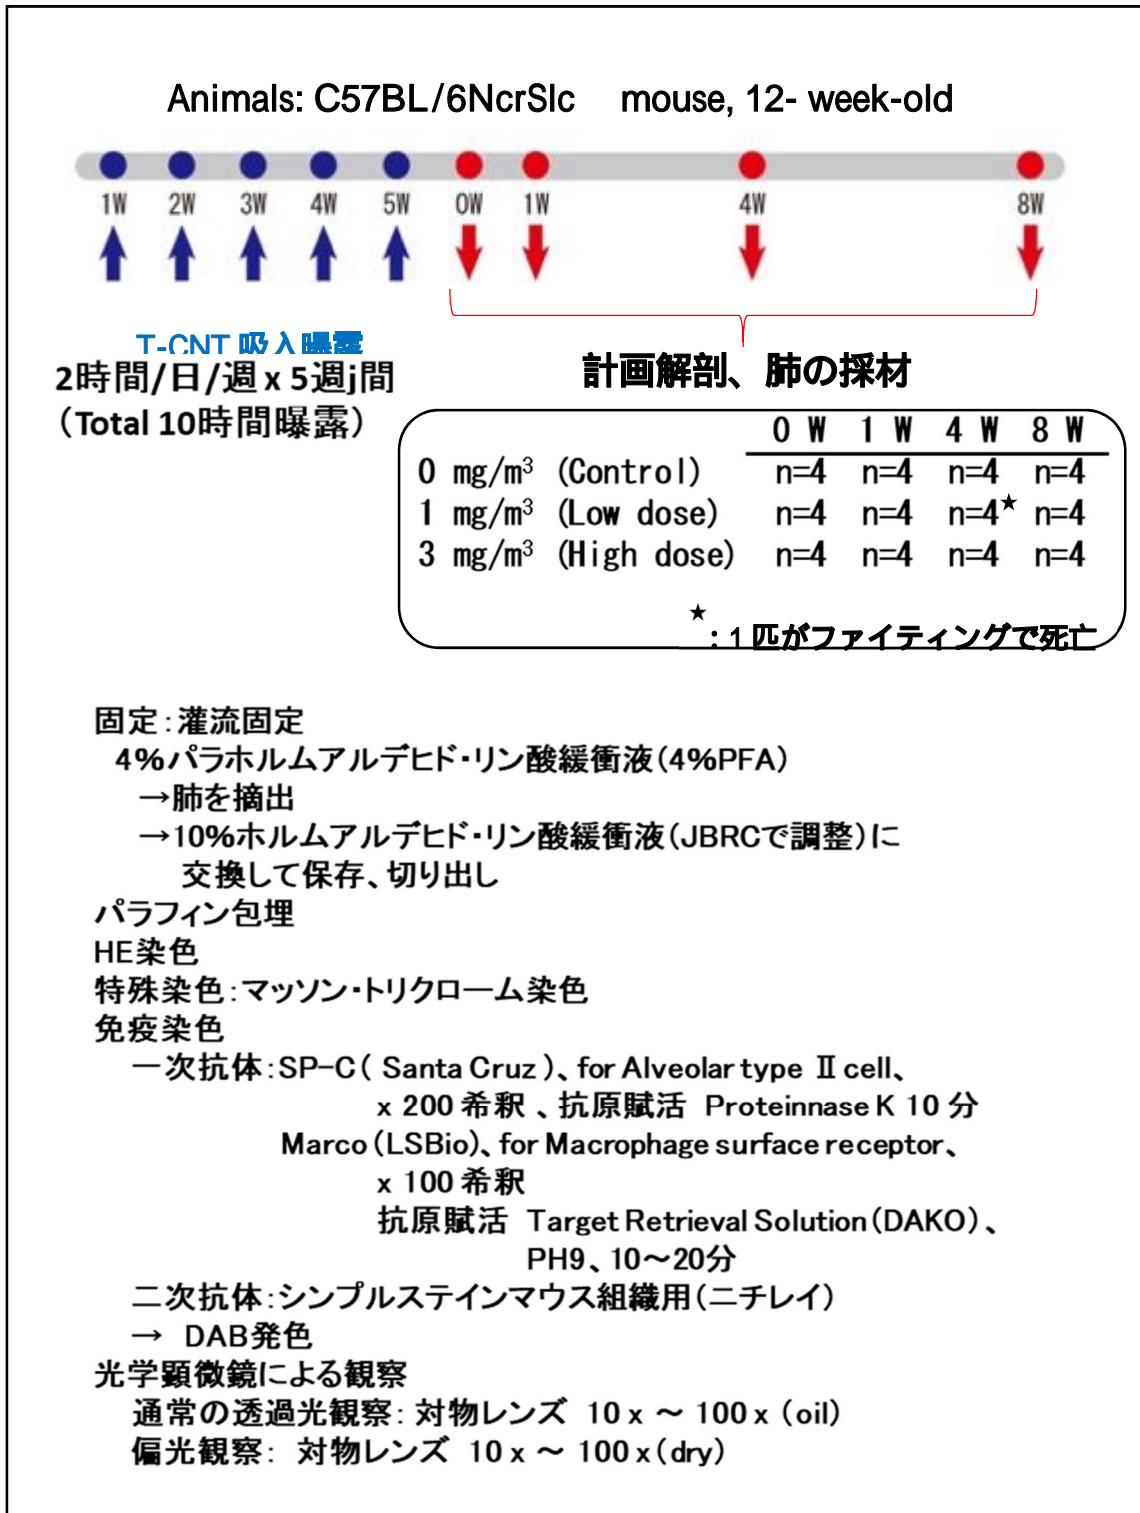 Animals: C57BL/6NcrSlc mouse, 12- week-old
1W 2W 3W 4W 5W 0W 1W 4W 8W
T-CNT 吸入曝露
2時間/日/週 x 5週j間
（Total 10時間曝露）
計画解剖、肺の採材
0 W 1 W 4 W 8 W
0 mg/m³ (Control) n=4 n=4 n=4 n=4
1 mg/m³ (Low dose) n=4 n=4 n=4★ n=4
3 mg/m³ (High dose) n=4 n=4 n=4 n=4
★: 1 匹がファイティングで死亡
固定：灌流固定
4％パラホルムアルデヒド・リン酸緩衝液（4％PFA）
→肺を摘出
→10％ホルムアルデヒド・リン酸緩衝液（JBRCで調整）に
交換して保存、切り出し
パラフィン包埋
HE染色
特殊染色：マッソン・トリクローム染色
免疫染色
一次抗体：SP-C（ Santa Cruz ）、for Alveolar type Ⅱ cell、
x 200 希釈 、抗原賦活 Proteinnase K 10 分
Marco（LSBio）、for Macrophage surface receptor、
x 100 希釈
抗原賦活 Target Retrieval Solution（DAKO）、
PH9、10～20分
二次抗体：シンプルステインマウス組織用（ニチレイ）
→ DAB発色
光学顕微鏡による観察
通常の透過光観察： 対物レンズ 10 x ～ 100 x （oil）
偏光観察： 対物レンズ 10 x ～ 100 x（dry）